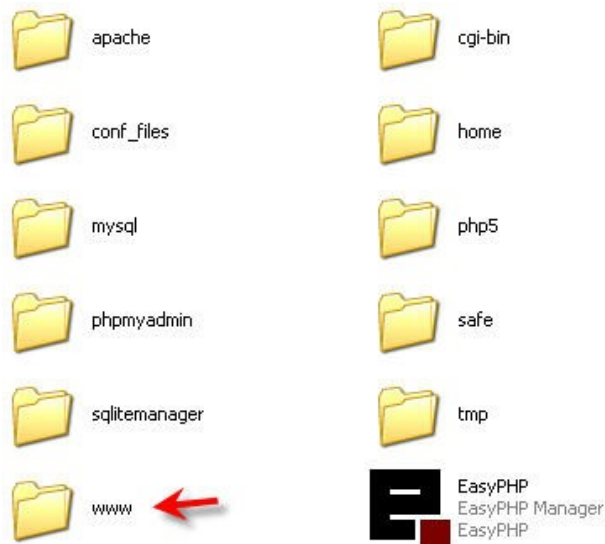 apache
cgi-bin
conf_files
home
mysql
php5
phpmyadmin
safe
sqlitemanager
tmp
www
EasyPHP
EasyPHP Manager
EasyPHP